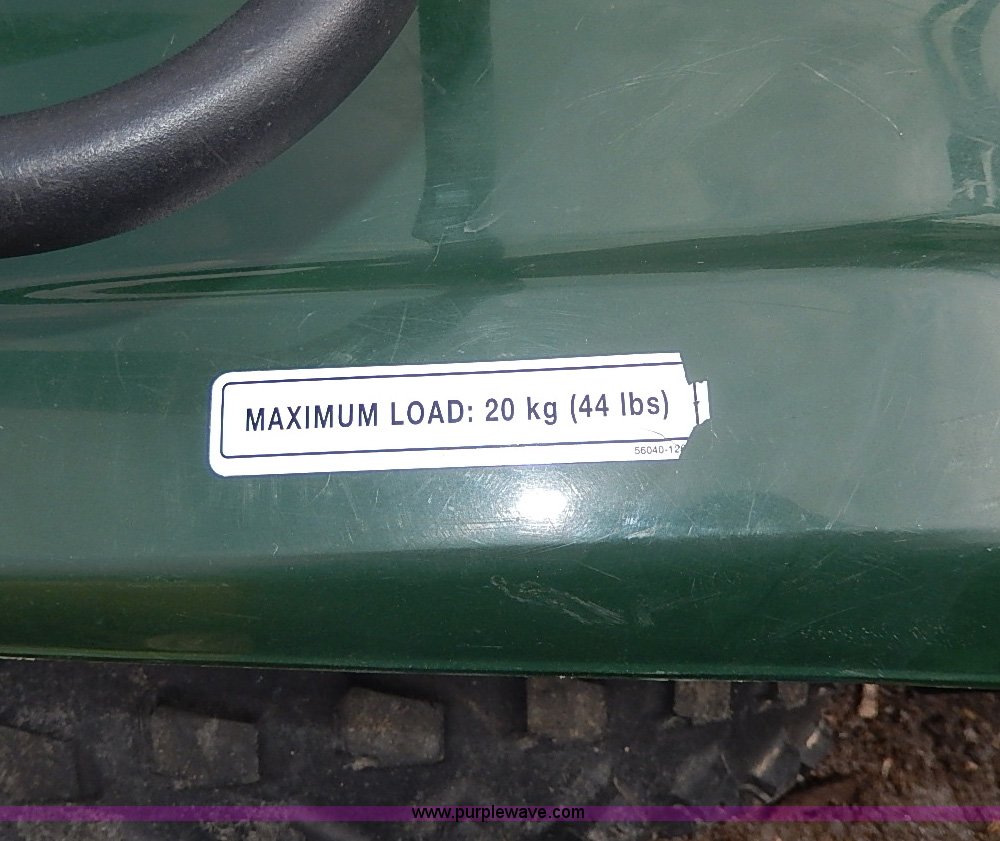 MAXIMUM LOAD: 20 kg (44 lbs)
www.purplewave.com